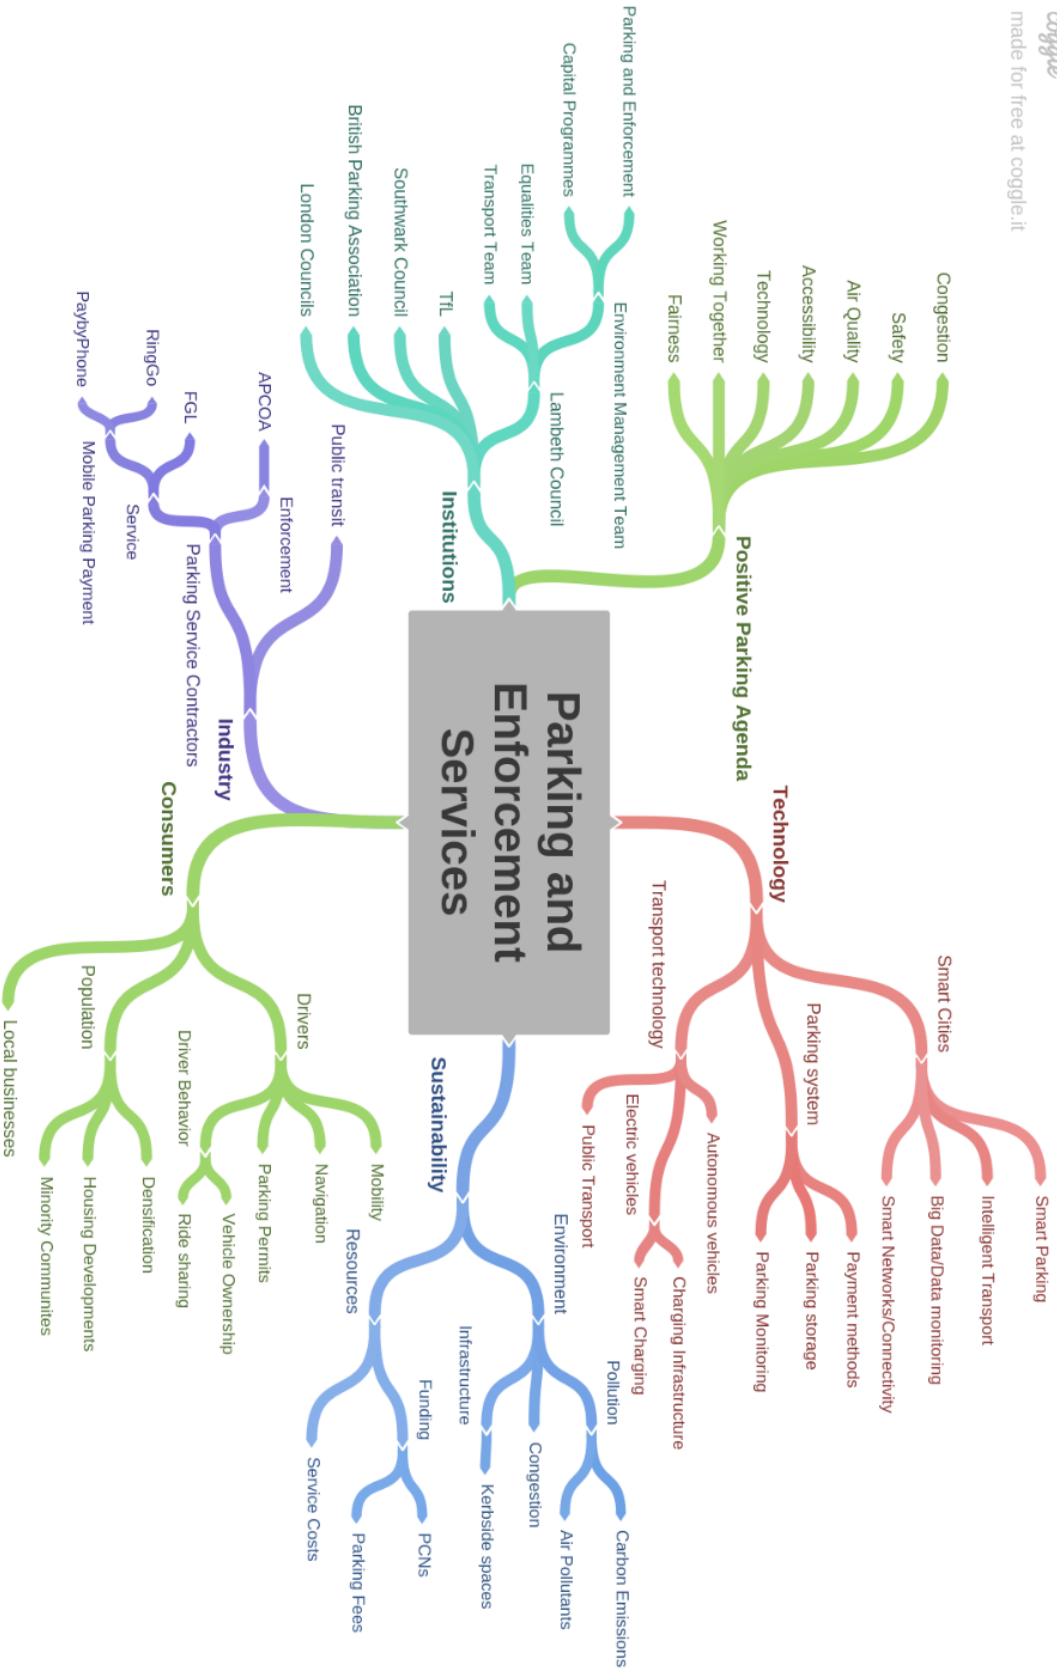 coggle
made for free at coggle.it
Parking and
Enforcement
Services
Positive Parking Agenda
Congestion
Safety
Air Quality
Accessibility
Technology
Working Together
Fairness
Institutions
Lambeth Council
Environment Management Team
Parking and Enforcement
Capital Programmes
Equalities Team
Transport Team
TfL
Southwark Council
British Parking Association
London Councils
Industry
Public transit
Parking Service Contractors
Enforcement
APCOA
Service
FGL
Mobile Parking Payment
RingGo
PaybyPhone
Technology
Smart Cities
Smart Parking
Intelligent Transport
Big Data/Data monitoring
Smart Networks/Connectivity
Parking system
Payment methods
Parking storage
Parking Monitoring
Transport technology
Autonomous vehicles
Electric vehicles
Charging Infrastructure
Smart Charging
Public Transport
Sustainability
Environment
Pollution
Carbon Emissions
Air Pollutants
Congestion
Infrastructure
Kerbside spaces
Resources
Funding
PCNs
Parking Fees
Service Costs
Consumers
Drivers
Mobility
Navigation
Parking Permits
Driver Behavior
Vehicle Ownership
Ride sharing
Population
Densification
Housing Developments
Minority Communites
Local businesses